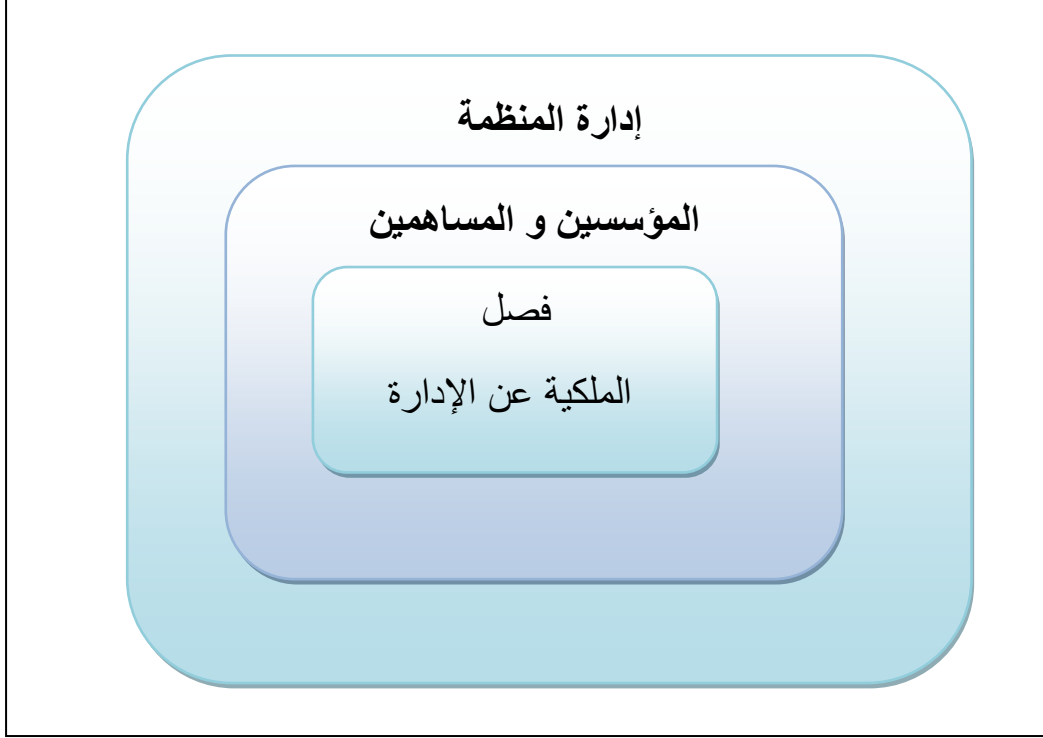 إدارة المنظمة
المؤسسين و المساهمين
فصل
الملكية عن الإدارة